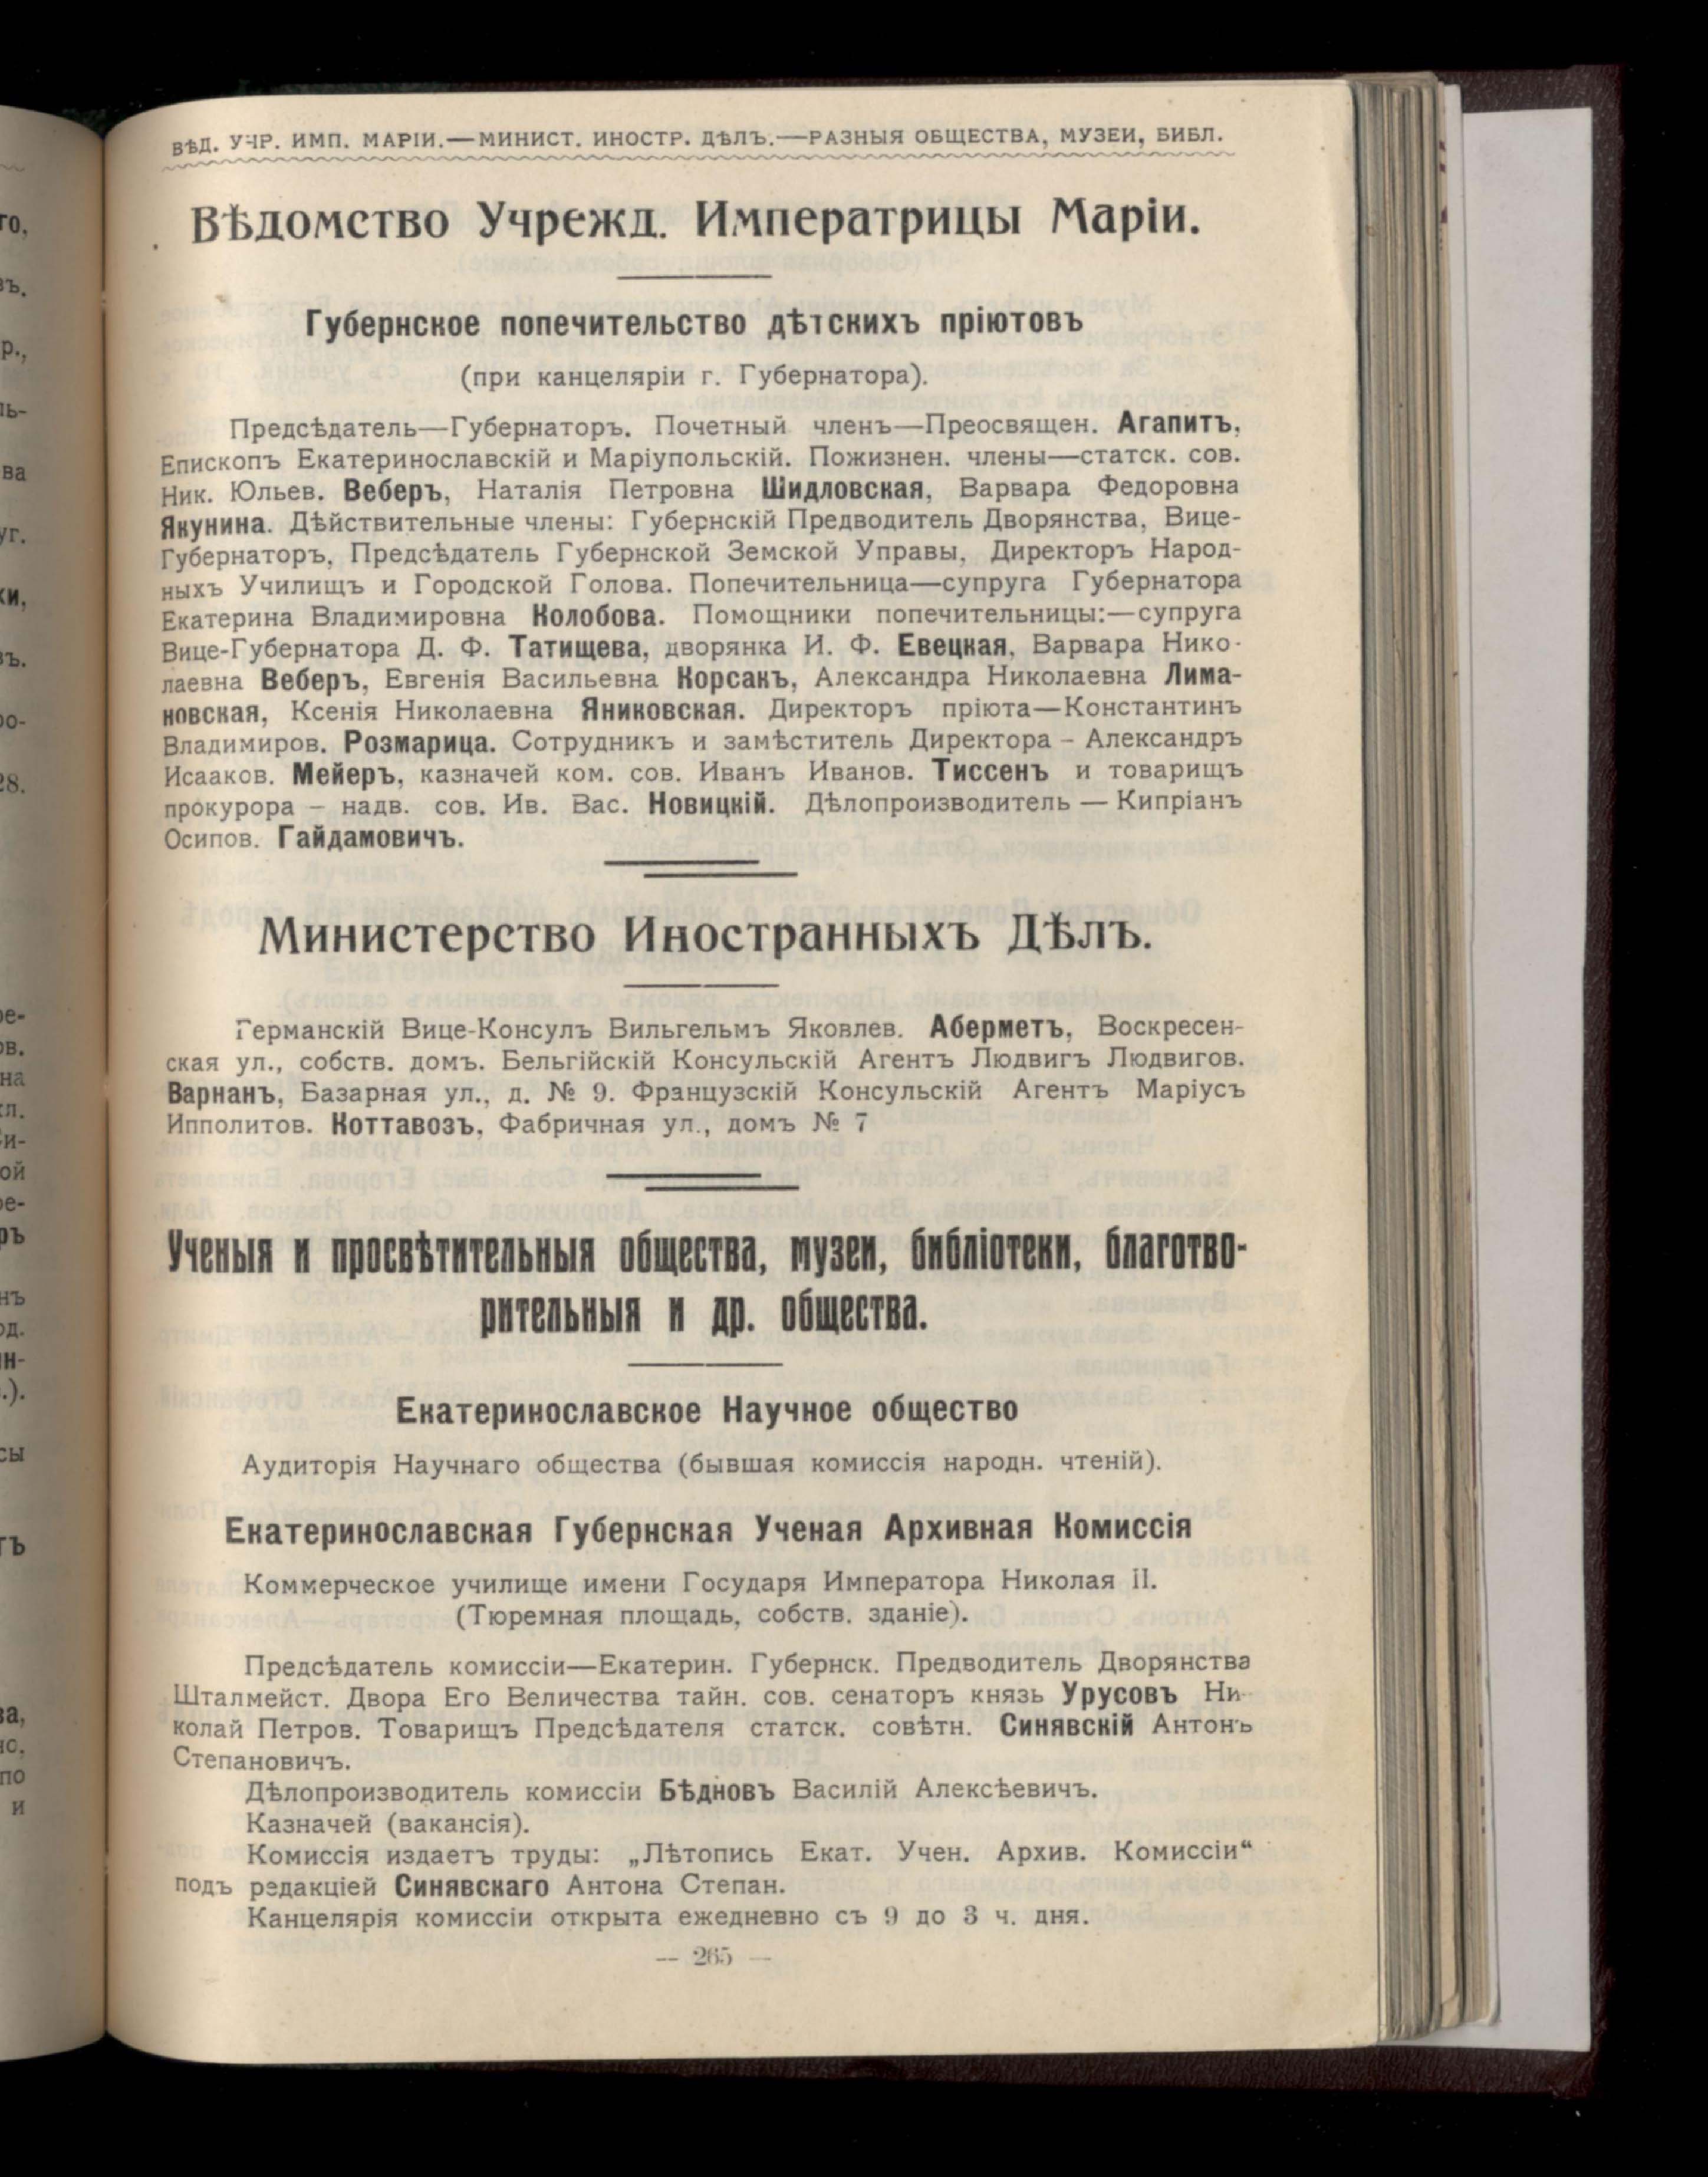 ВѢД. УЧР. ИМП. МАРІИ.—МИНИСТ. ИНОСТР. ДѢЛЪ.—РАЗНЫЯ ОБЩЕСТВА, МУЗЕИ, БИБЛ.
Вѣдомство Учрежд. Императрицы Маріи.
Губернское попечительство дѣтскихъ пріютовъ
(при канцеляріи г. Губернатора).
Предсѣдатель—Губернаторъ. Почетный членъ—Преосвящен. Агапитъ,
Епископъ Екатеринославскій и Маріупольскій. Пожизнен. члены—статск. сов.
Ник. Юльев. Веберъ, Наталія Петровна Шидловская, Варвара Федоровна
Якунина. Дѣйствительные члены: Губернскій Предводитель Дворянства, Вице-
Губернаторъ, Предсѣдатель Губернской Земской Управы, Директоръ Народ-
ныхъ Училищъ и Городской Голова. Попечительница—супруга Губернатора
Екатерина Владимировна Колобова. Помощники попечительницы:—супруга
Вице-Губернатора Д. Ф. Татищева, дворянка И. Ф. Евецкая, Варвара Нико-
лаевна Веберъ, Евгенія Васильевна Корсакъ, Александра Николаевна Лима-
новская, Ксенія Николаевна Яниковская. Директоръ пріюта—Константинъ
Владимиров. Розмарица. Сотрудникъ и замѣститель Директора – Александръ
Исааков. Мейеръ, казначей ком. сов. Иванъ Иванов. Тиссенъ и товарищъ
прокурора – надв. сов. Ив. Вас. Новицкій. Дѣлопроизводитель — Кипріанъ
Осипов. Гайдамовичъ.
Министерство Иностранныхъ Дѣлъ.
Германскій Вице-Консулъ Вильгельмъ Яковлев. Аберметъ, Воскресен-
ская ул., собств. домъ. Бельгійскій Консульскій Агентъ Людвигъ Людвигов.
Варнанъ, Базарная ул., д. № 9. Французскій Консульскій Агентъ Маріусъ
Ипполитов. Коттавозъ, Фабричная ул., домъ № 7
Ученыя и просвѣтительныя общества, музеи, библіотеки, благотво-
рительныя и др. общества.
Екатеринославское Научное общество
Аудиторія Научнаго общества (бывшая комиссія народн. чтеній).
Екатеринославская Губернская Ученая Архивная Комиссія
Коммерческое училище имени Государя Императора Николая II.
(Тюремная площадь, собств. зданіе).
Предсѣдатель комиссіи—Екатерин. Губернск. Предводитель Дворянства
Шталмейст. Двора Его Величества тайн. сов. сенаторъ князь Урусовъ Ни-
колай Петров. Товарищъ Предсѣдателя статск. совѣтн. Синявскій Антонъ
Степановичъ.
Дѣлопроизводитель комиссіи Бѣдновъ Василій Алексѣевичъ.
Казначей (вакансія).
Комиссія издаетъ труды: „Лѣтопись Екат. Учен. Архив. Комиссіи“
подъ редакціей Синявскаго Антона Степан.
Канцелярія комиссіи открыта ежедневно съ 9 до 3 ч. дня.
— 265 —